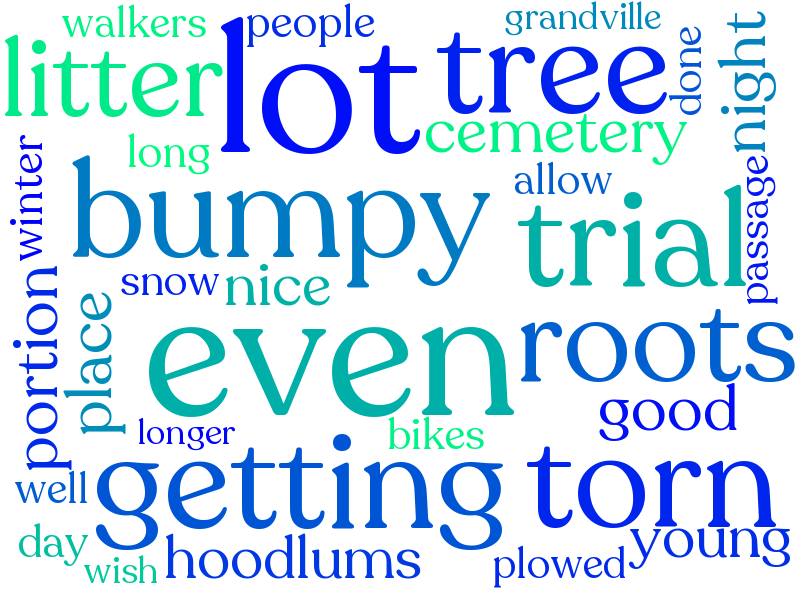 walkers
people
grandville
litter
lot
tree
done
night
long
cemetery
winter
bumpy
allow
trial
passage
snow
nice
portion
place
even
roots
longer
bikes
good
well
getting
torn
day
wish
hoodlums
plowed
young